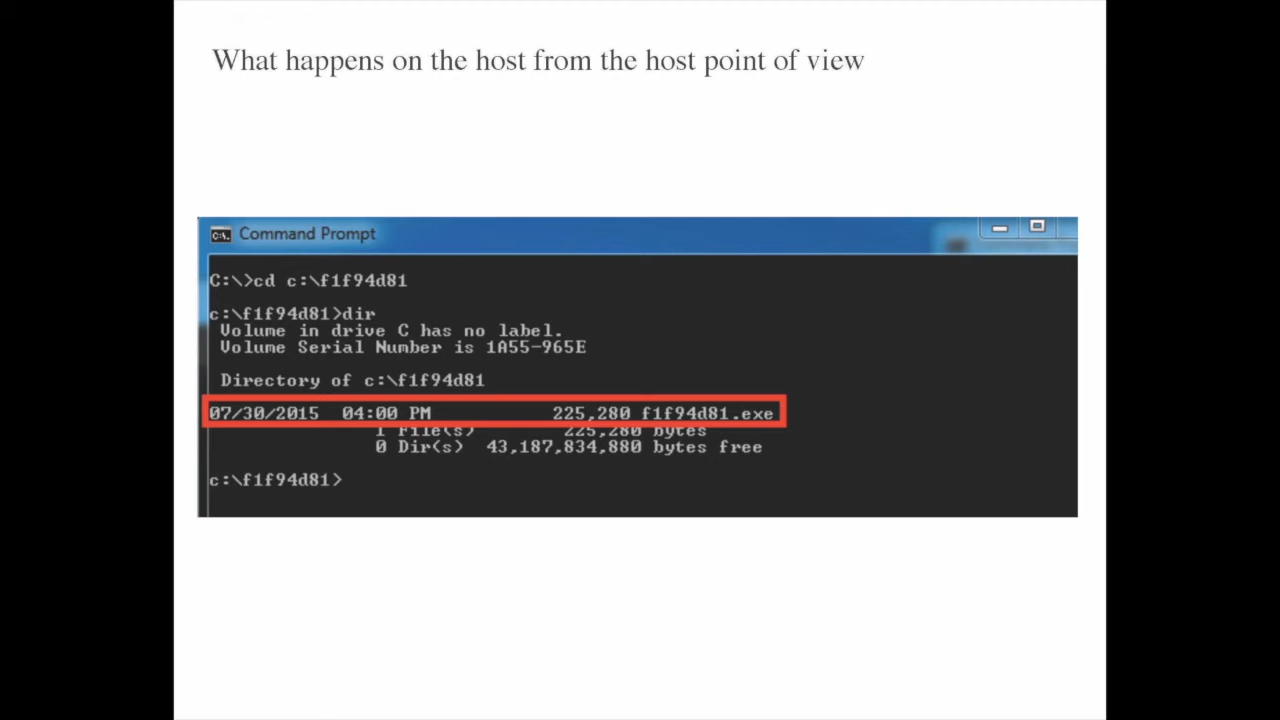 What happens on the host from the host point of view
Command Prompt
C:\>cd c:\f1f94d81
c:\f1f94d81>dir
Volume in drive C has no label.
Volume Serial Number is 1A55-965E
Directory of c:\f1f94d81
07/30/2015 04:00 PM 225,280 f1f94d81.exe
1 File(s) 225,280 bytes
0 Dir(s) 43,187,834,880 bytes free
c:\f1f94d81>